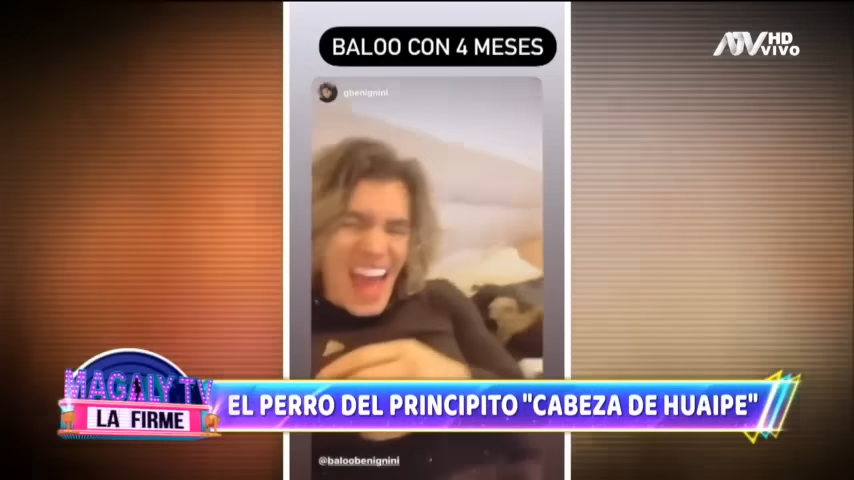 BALOO CON 4 MESES
ATV HD
VIVO
gbenignini
MAGALY TV
LA FIRME
EL PERRO DEL PRINCIPITO "CABEZA DE HUAIPE"
@baloobenignini